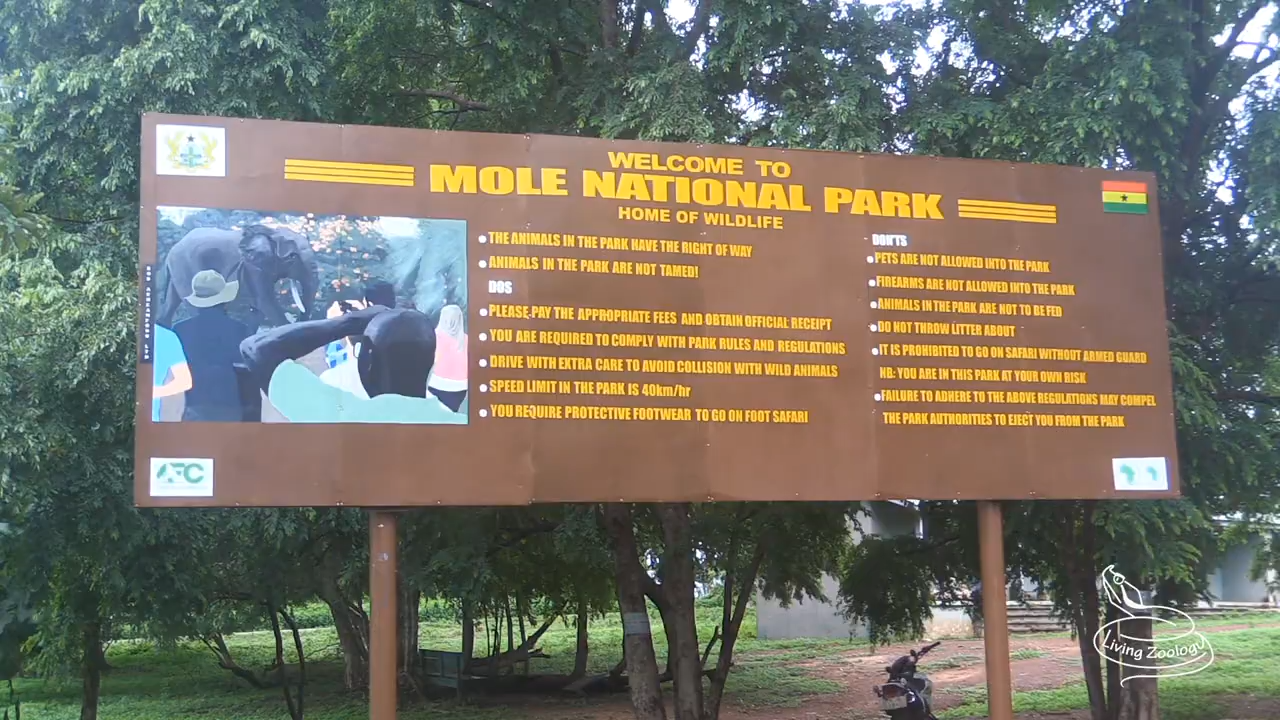 WELCOME TO
MOLE NATIONAL PARK
HOME OF WILDLIFE
THE ANIMALS IN THE PARK HAVE THE RIGHT OF WAY
ANIMALS IN THE PARK ARE NOT TAMED!
DOS
PLEASE PAY THE APPROPRIATE FEES AND OBTAIN OFFICIAL RECEIPT
YOU ARE REQUIRED TO COMPLY WITH PARK RULES AND REGULATIONS
DRIVE WITH EXTRA CARE TO AVOID COLLISION WITH WILD ANIMALS
SPEED LIMIT IN THE PARK IS 40km/hr
YOU REQUIRE PROTECTIVE FOOTWEAR TO GO ON FOOT SAFARI
DON'TS
PETS ARE NOT ALLOWED INTO THE PARK
FIREARMS ARE NOT ALLOWED INTO THE PARK
ANIMALS IN THE PARK ARE NOT TO BE FED
DO NOT THROW LITTER ABOUT
IT IS PROHIBITED TO GO ON SAFARI WITHOUT ARMED GUARD
NB: YOU ARE IN THIS PARK AT YOUR OWN RISK
FAILURE TO ADHERE TO THE ABOVE REGULATIONS MAY COMPEL
THE PARK AUTHORITIES TO EJECT YOU FROM THE PARK
AFC
Living Zoology